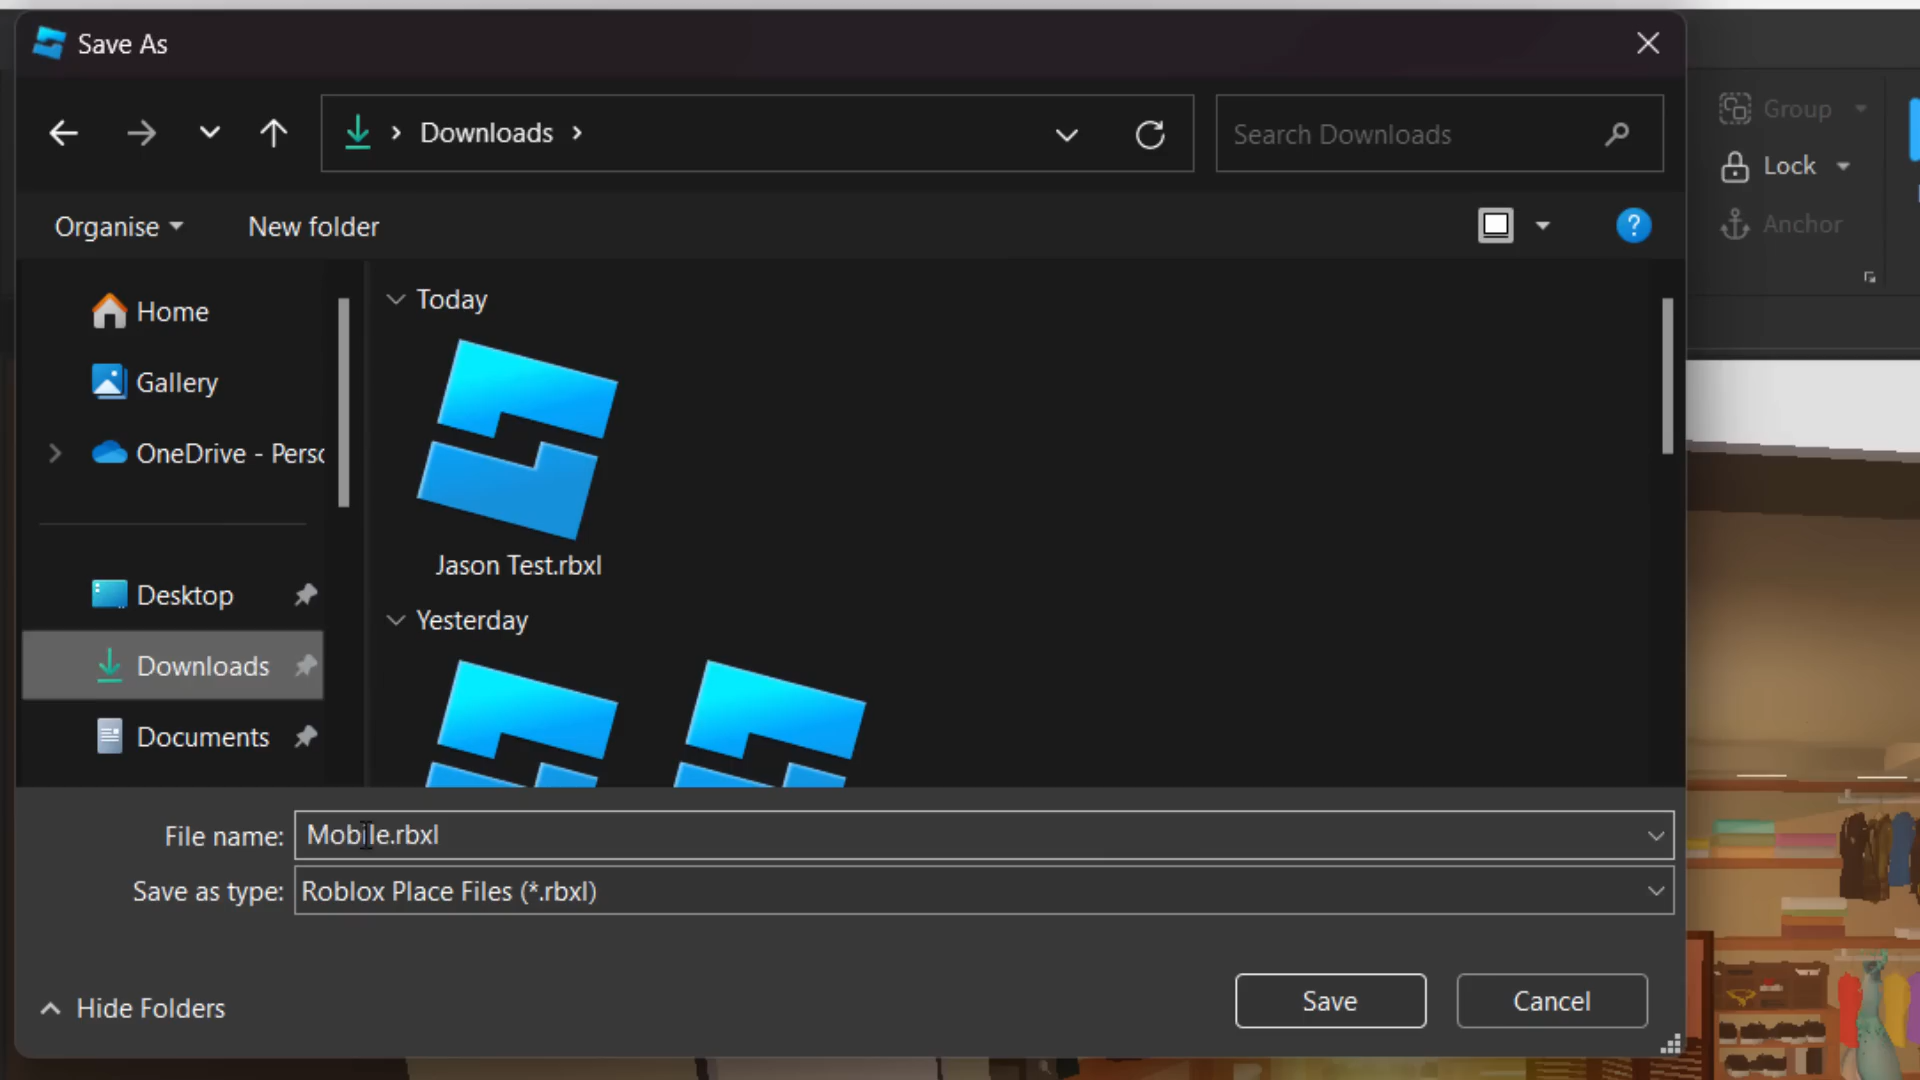 Save As
Downloads
Search Downloads
Group
Lock
Anchor
Organise
New folder
Home
Gallery
OneDrive - Perso
Desktop
Downloads
Documents
Today
Jason Test.rbxl
Yesterday
File name: Mobile.rbxl
Save as type: Roblox Place Files (*.rbxl)
Hide Folders
Save
Cancel